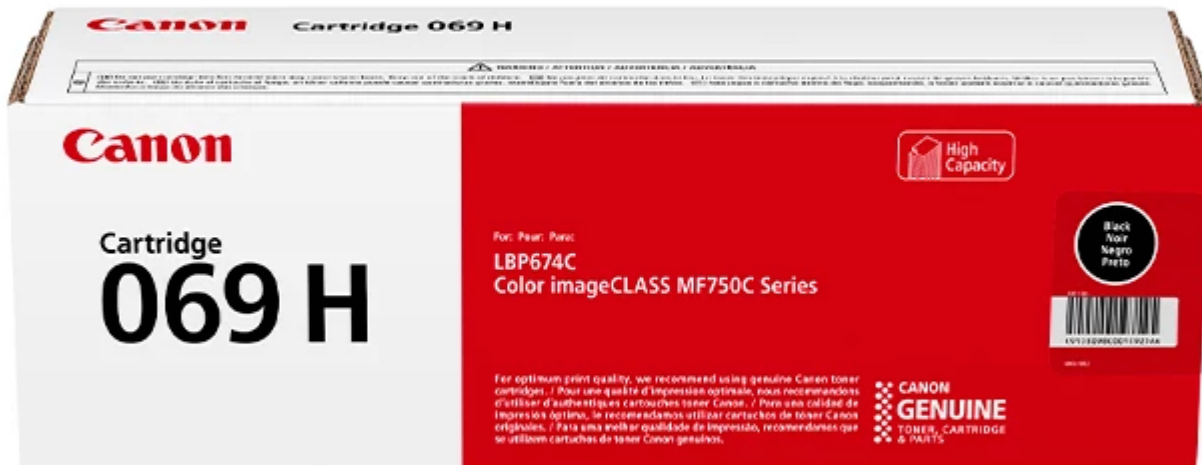 Canon Cartridge 069 H
WARNING / ATTENTION / ADVERTENCIA / ADVERTÊNCIA
Canon
High
Capacity
Cartridge
069 H
For: Pour: Para:
LBP674C
Color imageCLASS MF750C Series
Black
Noir
Negro
Preto
For optimum print quality, we recommend using genuine Canon toner
cartridges. / Pour une qualité d'impression optimale, nous recommandons
d'utiliser d'authentiques cartouches toner Canon. / Para una calidad de
impresión óptima, le recomendamos utilizar cartuchos de tóner Canon
originales. / Para uma melhor qualidade de impressão, recomendamos que
se utilizem cartuchos de toner Canon genuínos.
CANON
GENUINE
TONER, CARTRIDGE
& PARTS